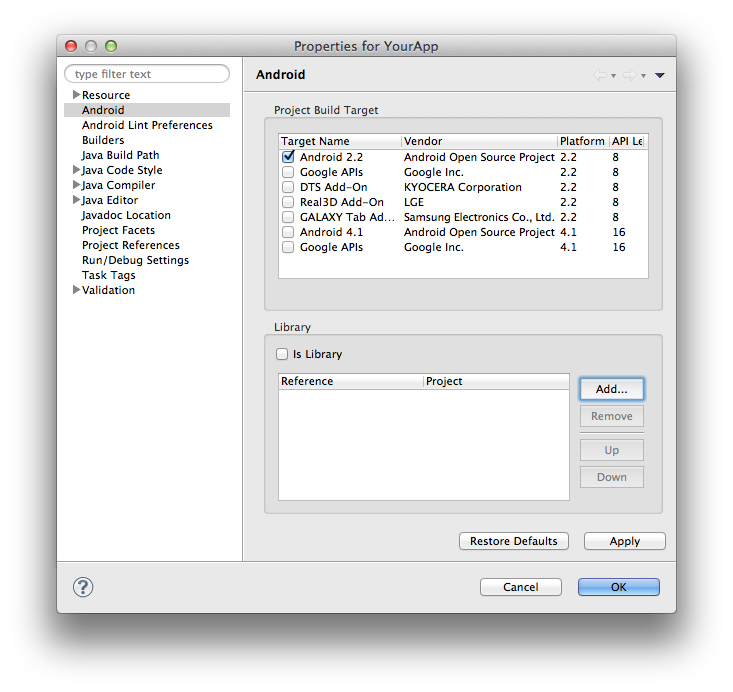 Properties for YourApp
type filter text
Resource
Android
Android Lint Preferences
Builders
Java Build Path
Java Code Style
Java Compiler
Java Editor
Javadoc Location
Project Facets
Project References
Run/Debug Settings
Task Tags
Validation
Android
Project Build Target
Target Name Vendor Platform API Le
Android 2.2 Android Open Source Project 2.2 8
Google APIs Google Inc. 2.2 8
DTS Add-On KYOCERA Corporation 2.2 8
Real3D Add-On LGE 2.2 8
GALAXY Tab Ad... Samsung Electronics Co., Ltd. 2.2 8
Android 4.1 Android Open Source Project 4.1 16
Google APIs Google Inc. 4.1 16
Library
Is Library
Reference Project
Add...
Remove
Up
Down
Restore Defaults Apply
? Cancel OK